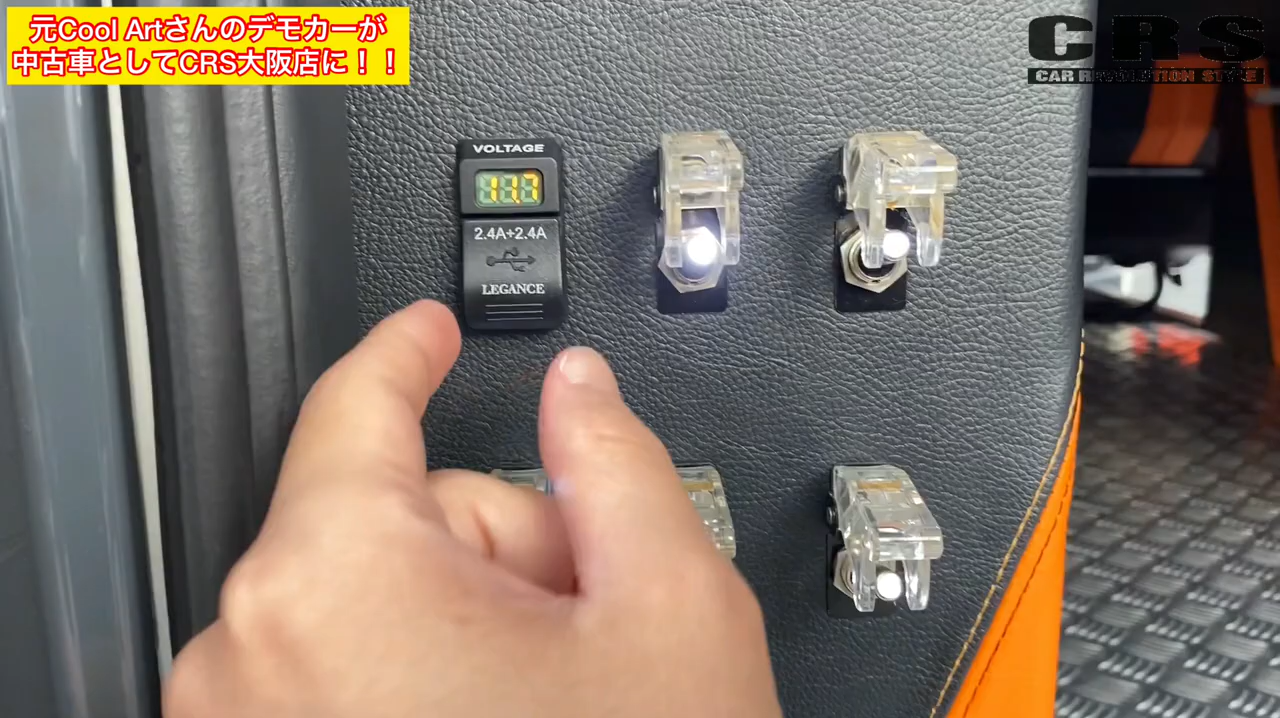 元Cool Artさんのデモカーが
中古車としてCRS大阪店に！！
CRS
CAR REVOLUTION STYLE
VOLTAGE
11.7
2.4A+2.4A
LEGANCE